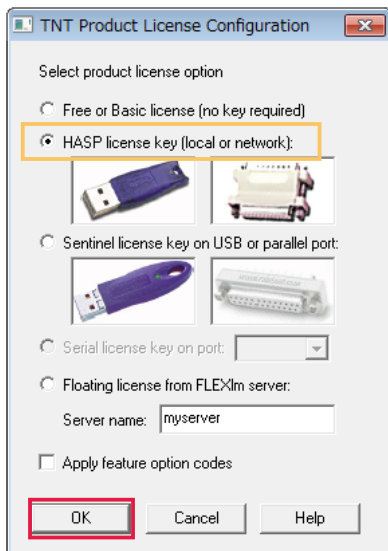 TNT Product License Configuration
Select product license option
Free or Basic license (no key required)
HASP license key (local or network):
Sentinel license key on USB or parallel port:
Serial license key on port:
Floating license from FLEXlm server:
Server name: myserver
Apply feature option codes
OK Cancel Help